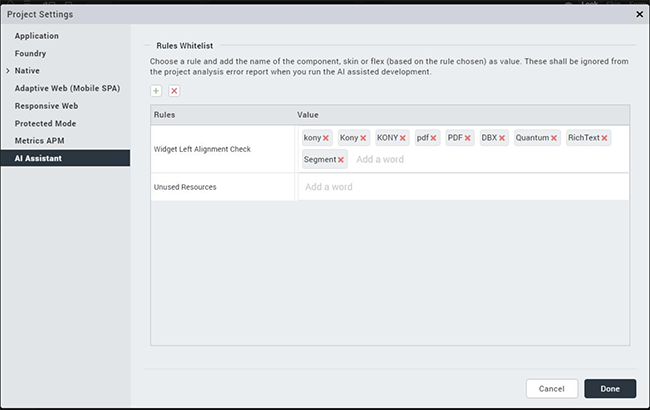 Project Settings
Application
Foundry
Native
Adaptive Web (Mobile SPA)
Responsive Web
Protected Mode
Metrics APM
AI Assistant
Rules Whitelist
Choose a rule and add the name of the component, skin or flex (based on the rule chosen) as value. These shall be ignored from
the project analysis error report when you run the AI assisted development.
Rules Value
Widget Left Alignment Check
kony Kony KONY pdf PDF DBX Quantum RichText
Segment Add a word
Unused Resources Add a word
Cancel Done